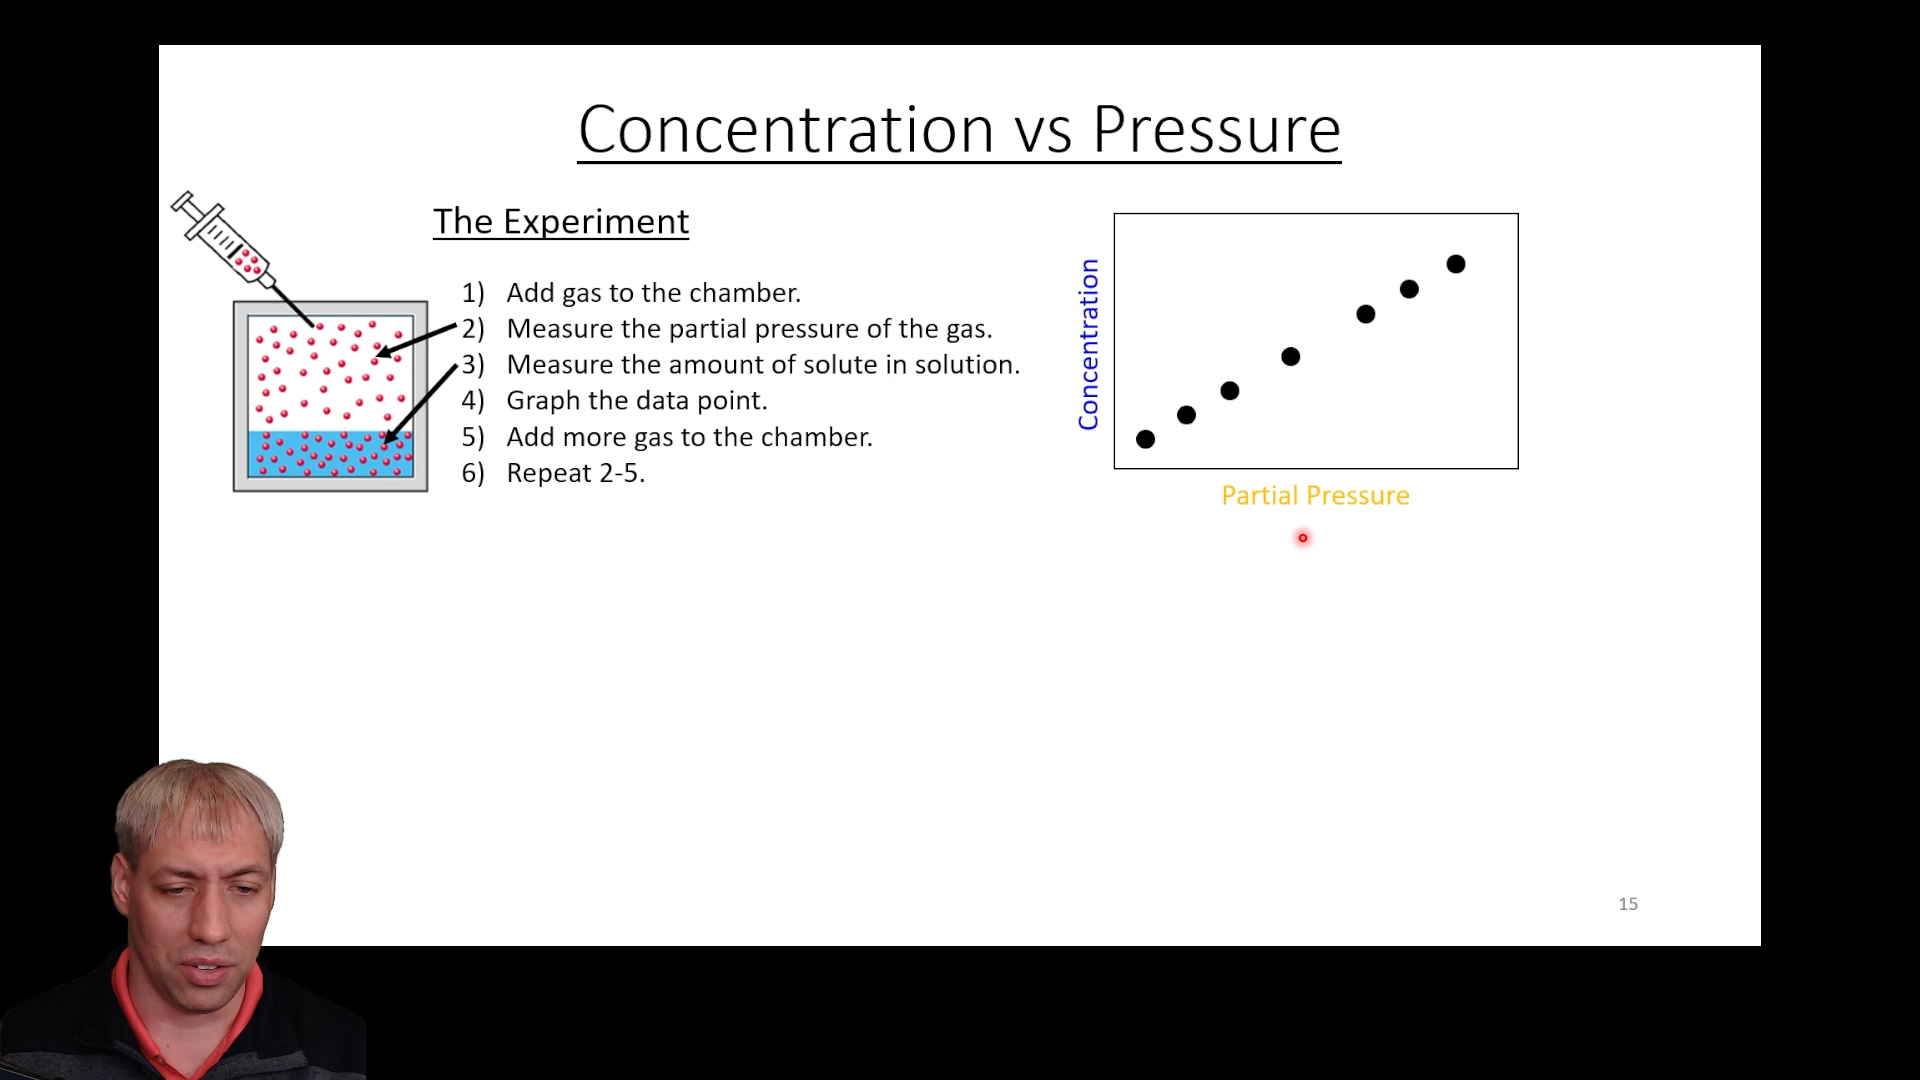 Concentration vs Pressure
The Experiment
1) Add gas to the chamber.
2) Measure the partial pressure of the gas.
3) Measure the amount of solute in solution.
4) Graph the data point.
5) Add more gas to the chamber.
6) Repeat 2-5.
Concentration
Partial Pressure
15